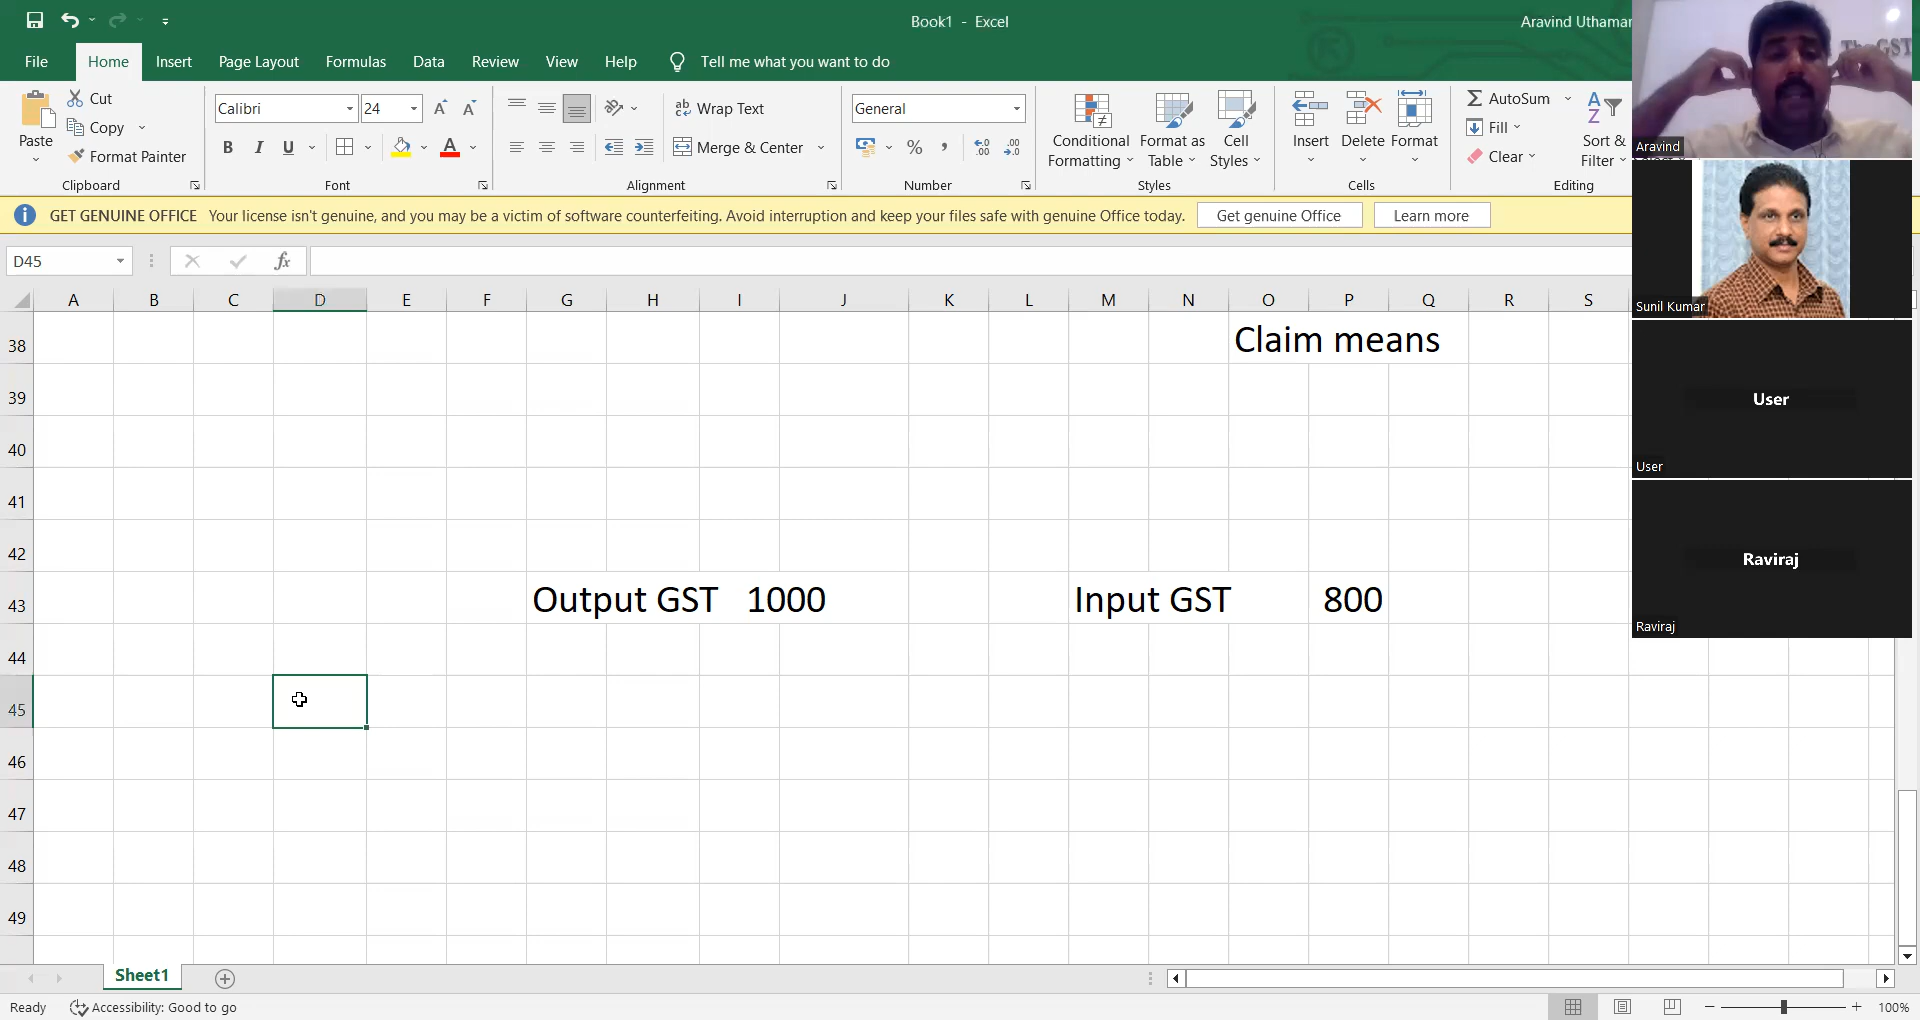 Book1 - Excel
Aravind Uthaman
File Home Insert Page Layout Formulas Data Review View Help Tell me what you want to do
Paste
Cut
Copy
Format Painter
Clipboard
Calibri 24
B I U
Font
Wrap Text
Merge & Center
Alignment
General
Number
Conditional Formatting
Format as Table
Cell Styles
Styles
Insert Delete Format
Cells
AutoSum
Fill
Clear
Sort & Filter
Editing
GET GENUINE OFFICE Your license isn't genuine, and you may be a victim of software counterfeiting. Avoid interruption and keep your files safe with genuine Office today. Get genuine Office Learn more
D45
fx
A B C D E F G H I J K L M N O P Q R S
38 Claim means
39
40
41
42
43 Output GST 1000 Input GST 800
44
45
46
47
48
49
Sheet1
Ready Accessibility: Good to go 100%
Aravind
Sunil Kumar
User
User
Raviraj
Raviraj